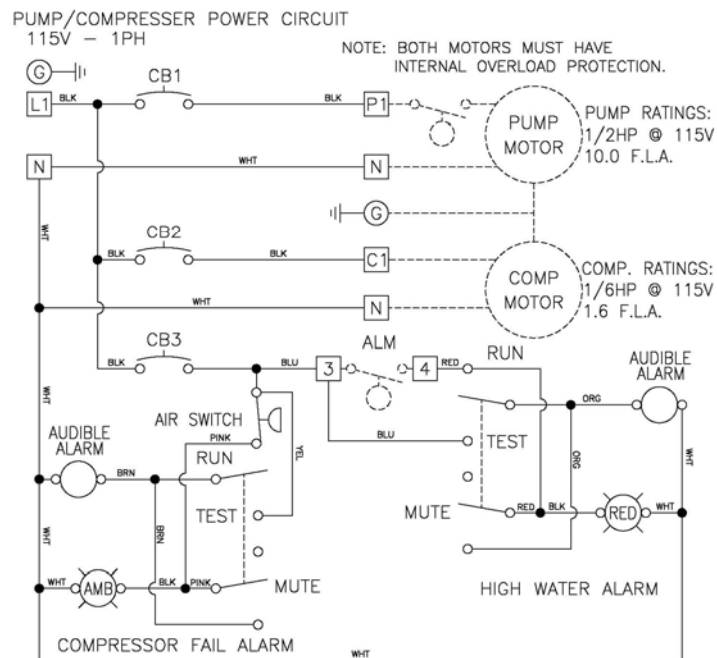 PUMP/COMPRESSER POWER CIRCUIT
115V - 1PH
NOTE: BOTH MOTORS MUST HAVE
INTERNAL OVERLOAD PROTECTION.
G
CB1
L1
BLK
BLK
P1
PUMP
MOTOR
PUMP RATINGS:
1/2HP @ 115V
10.0 F.L.A.
N
WHT
N
G
WHT
CB2
BLK
BLK
C1
COMP
MOTOR
COMP. RATINGS:
1/6HP @ 115V
1.6 F.L.A.
WHT
N
CB3
ALM
BLK
BLU
3
4
RED
RUN
AUDIBLE
ALARM
WHT
AIR SWITCH
ORG
AUDIBLE
ALARM
PINK
YEL
BLU
TEST
ORG
WHT
RUN
BRN
TEST
MUTE
RED
BLK
RED
WHT
WHT
BRN
WHT
AMB
BLK
PINK
MUTE
HIGH WATER ALARM
COMPRESSOR FAIL ALARM
WHT